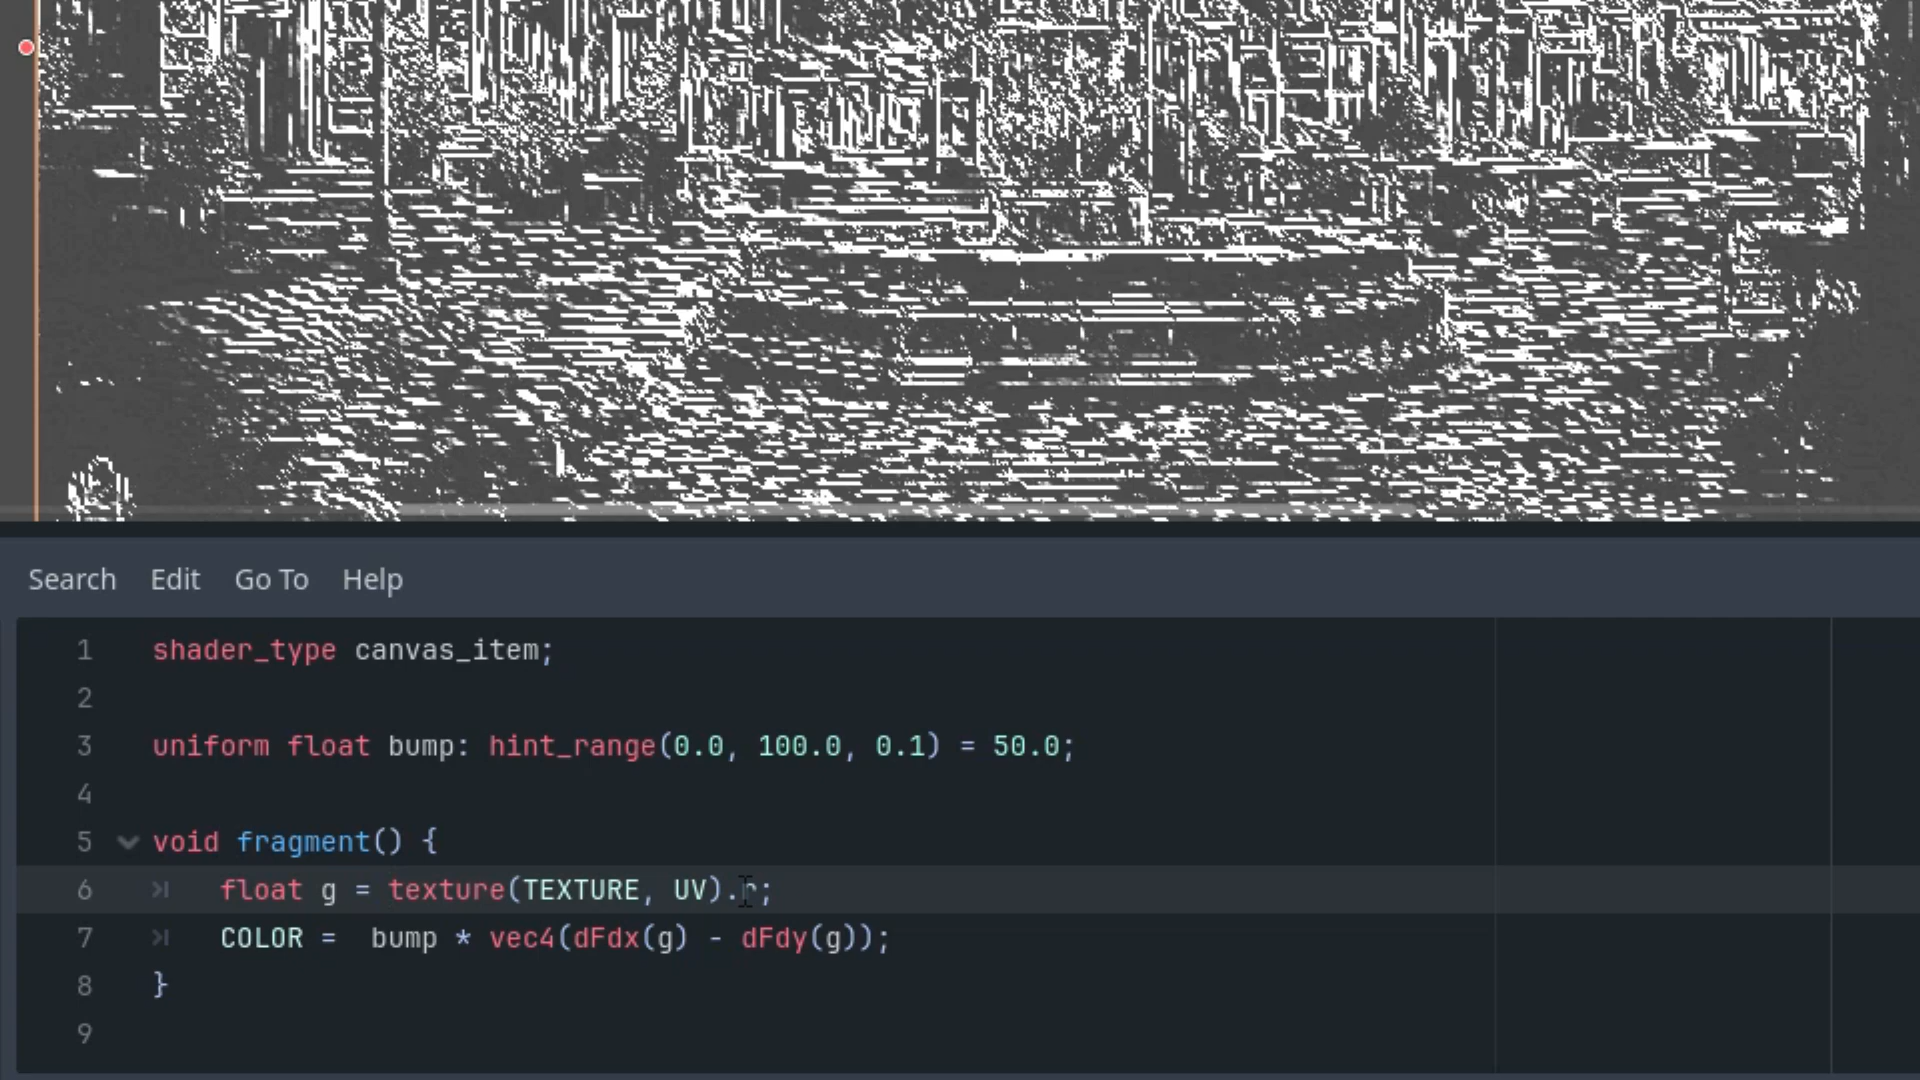 Search Edit Go To Help
1 shader_type canvas_item;
2
3 uniform float bump: hint_range(0.0, 100.0, 0.1) = 50.0;
4
5 void fragment() {
6 float g = texture(TEXTURE, UV).r;
7 COLOR =  bump * vec4(dFdx(g) - dFdy(g));
8 }
9